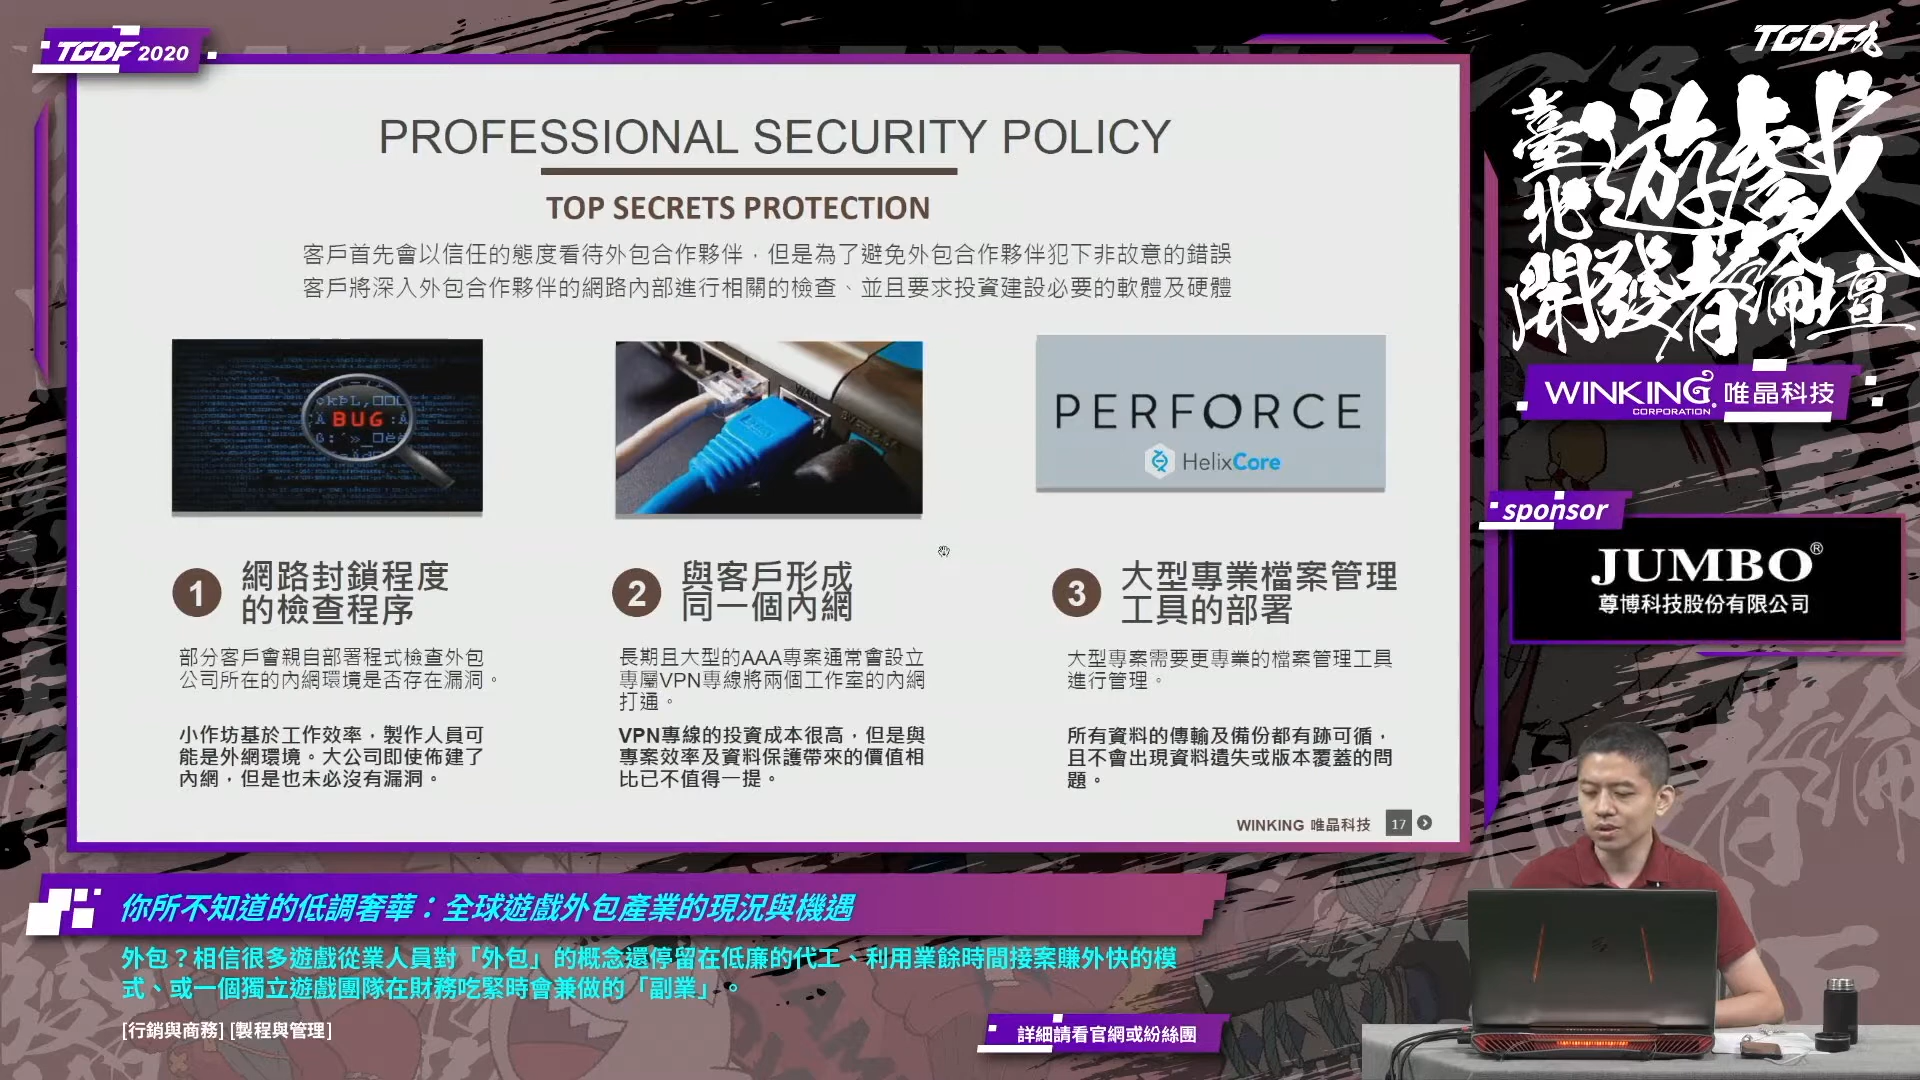 TGDF 2020
TGDF
臺北遊戲
開發者論壇
WINKING 唯晶科技
CORPORATION
sponsor
JUMBO®
尊博科技股份有限公司
PROFESSIONAL SECURITY POLICY
TOP SECRETS PROTECTION
客戶首先會以信任的態度看待外包合作夥伴，但是為了避免外包合作夥伴犯下非故意的錯誤
客戶將深入外包合作夥伴的網路內部進行相關的檢查、並且要求投資建設必要的軟體及硬體
BUG
PERFORCE
HelixCore
1 網路封鎖程度
的檢查程序
部分客戶會親自部署程式檢查外包
公司所在的內網環境是否存在漏洞。
小作坊基於工作效率，製作人員可
能是外網環境。大公司即使佈建了
內網，但是也未必沒有漏洞。
2 與客戶形成
同一個內網
長期且大型的AAA專案通常會設立
專屬VPN專線將兩個工作室的內網
打通。
VPN專線的投資成本很高，但是與
專案效率及資料保護帶來的價值相
比已不值得一提。
3 大型專業檔案管理
工具的部署
大型專案需要更專業的檔案管理工具
進行管理。
所有資料的傳輸及備份都有跡可循，
且不會出現資料遺失或版本覆蓋的問
題。
WINKING 唯晶科技 17
你所不知道的低調奢華：全球遊戲外包產業的現況與機遇
外包？相信很多遊戲從業人員對「外包」的概念還停留在低廉的代工、利用業餘時間接案賺外快的模
式、或一個獨立遊戲團隊在財務吃緊時會兼做的「副業」。
[行銷與商務] [製程與管理]
詳細請看官網或紛絲團